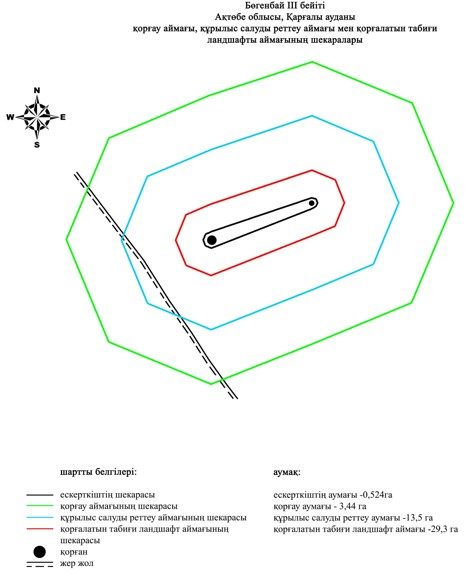 Бөгенбай III бейіті
Ақтөбе облысы, Қарғалы ауданы
қорғау аймағы, құрылыс салуды реттеу аймағы мен қорғалатын табиғи
ландшафты аймағының шекаралары
N
W E
S
шартты белгілері: аумақ:
ескерткіштің шекарасы ескерткіштің аумағы -0,524га
қорғау аймағының шекарасы қорғау аумағы - 3,44 га
құрылыс салуды реттеу аймағының шекарасы құрылыс салуды реттеу аумағы -13,5 га
қорғалатын табиғи ландшафт аймағының қорғалатын табиғи ландшафт аймағы -29,3 га
шекарасы
қорған
жер жол